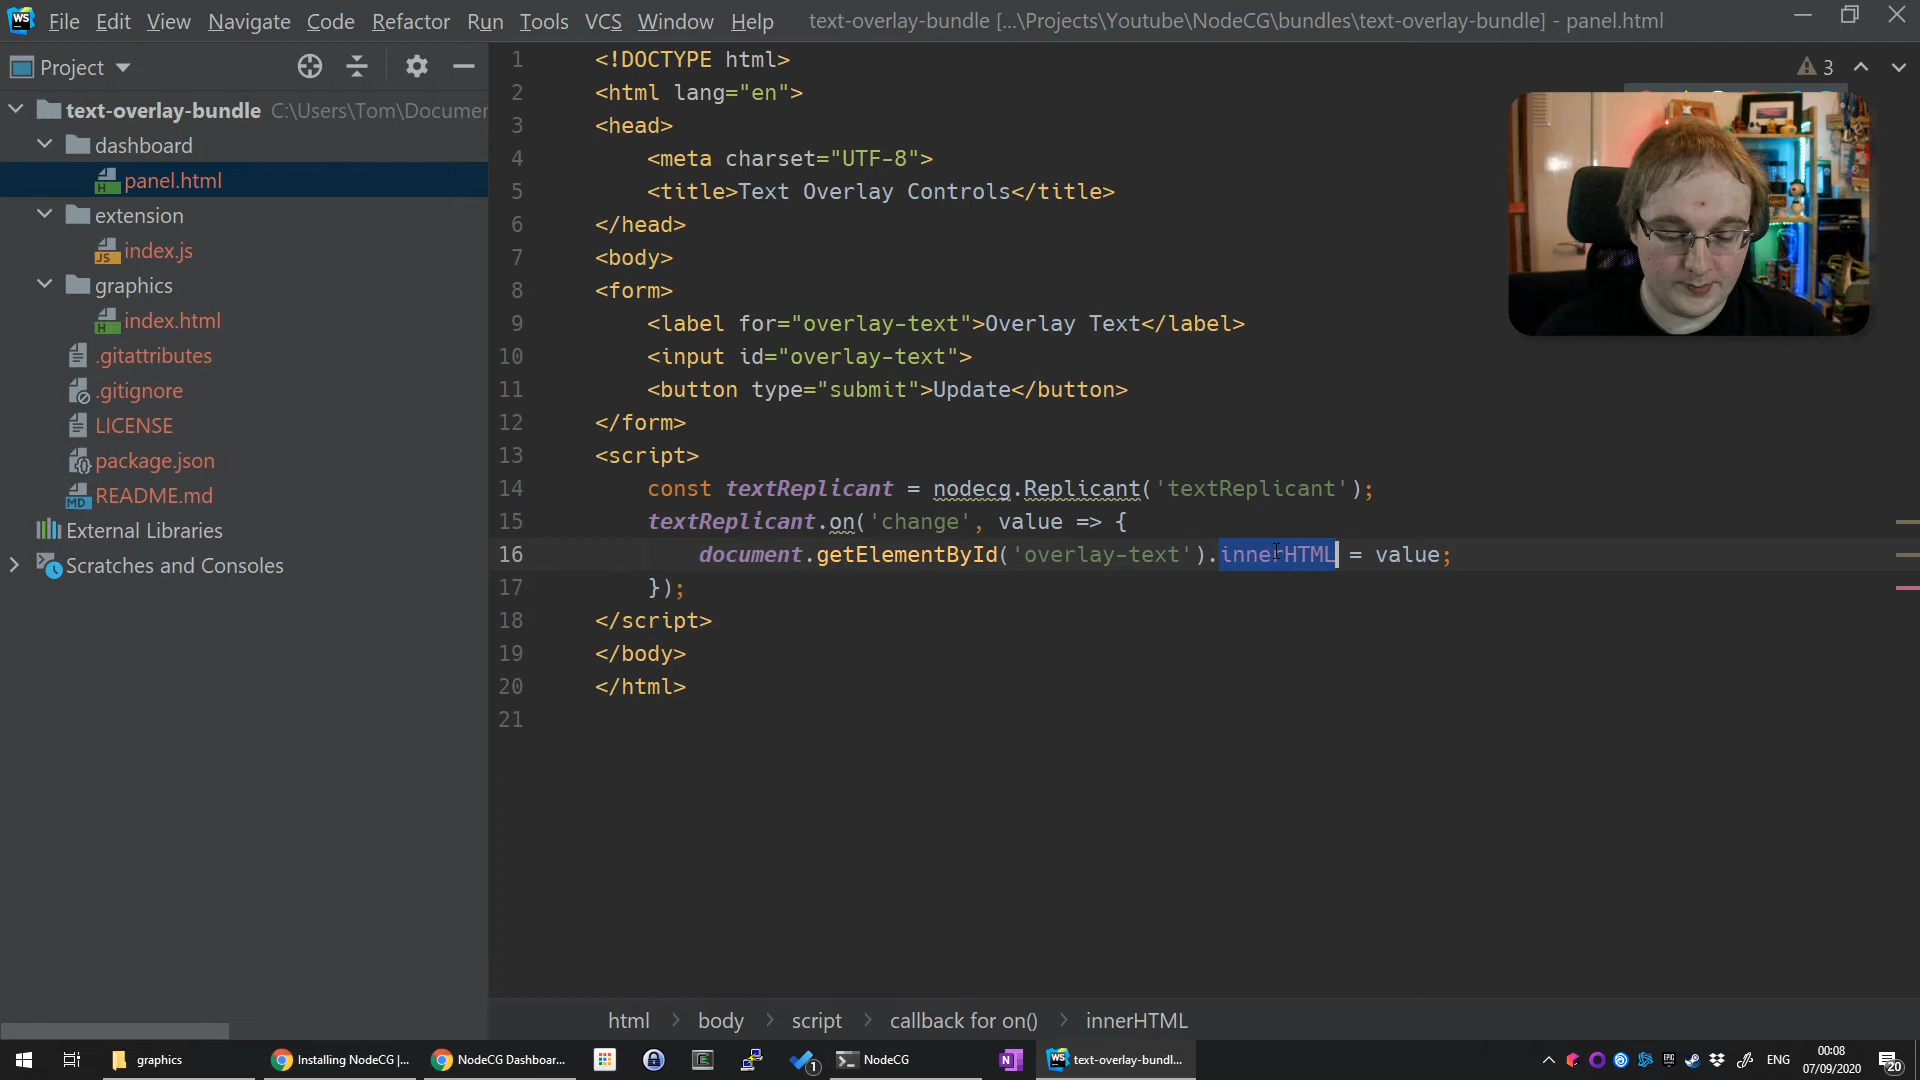 File Edit View Navigate Code Refactor Run Tools VCS Window Help text-overlay-bundle [...\Projects\Youtube\NodeCG\bundles\text-overlay-bundle] - panel.html
Project
text-overlay-bundle C:\Users\Tom\Documen
dashboard
panel.html
extension
index.js
graphics
index.html
.gitattributes
.gitignore
LICENSE
package.json
README.md
External Libraries
Scratches and Consoles
3
1 <!DOCTYPE html>
2 <html lang="en">
3 <head>
4 <meta charset="UTF-8">
5 <title>Text Overlay Controls</title>
6 </head>
7 <body>
8 <form>
9 <label for="overlay-text">Overlay Text</label>
10 <input id="overlay-text">
11 <button type="submit">Update</button>
12 </form>
13 <script>
14 const textReplicant = nodecg.Replicant('textReplicant');
15 textReplicant.on('change', value => {
16 document.getElementById('overlay-text').innerHTML = value;
17 });
18 </script>
19 </body>
20 </html>
21
html > body > script > callback for on() > innerHTML
graphics Installing NodeCG |... NodeCG Dashboar... 1 NodeCG text-overlay-bundl... ENG 00:08
07/09/2020 20